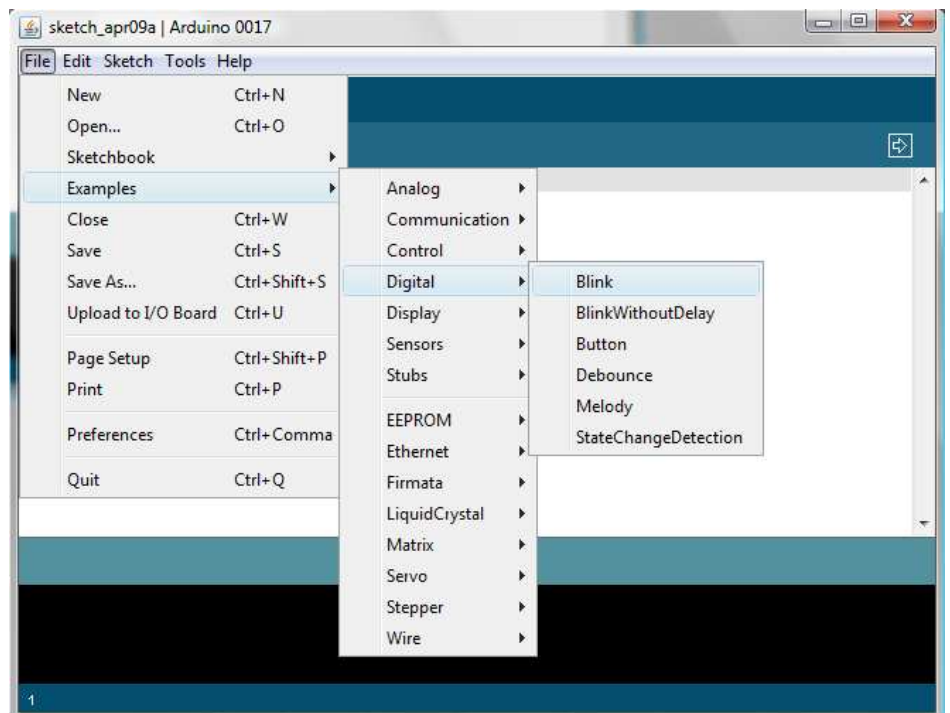 sketch_apr09a | Arduino 0017
File Edit Sketch Tools Help
New Ctrl+N
Open... Ctrl+O
Sketchbook
Examples
Close Ctrl+W
Save Ctrl+S
Save As... Ctrl+Shift+S
Upload to I/O Board Ctrl+U
Page Setup Ctrl+Shift+P
Print Ctrl+P
Preferences Ctrl+Comma
Quit Ctrl+Q
Analog
Communication
Control
Digital
Display
Sensors
Stubs
EEPROM
Ethernet
Firmata
LiquidCrystal
Matrix
Servo
Stepper
Wire
Blink
BlinkWithoutDelay
Button
Debounce
Melody
StateChangeDetection
1